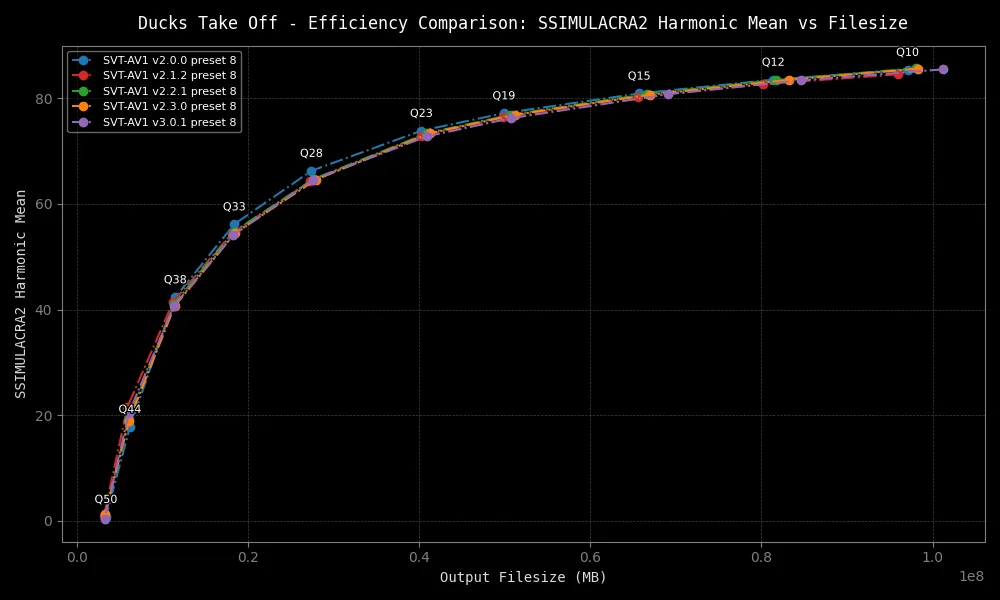 Ducks Take Off - Efficiency Comparison: SSIMULACRA2 Harmonic Mean vs Filesize
SVT-AV1 v2.0.0 preset 8
SVT-AV1 v2.1.2 preset 8
SVT-AV1 v2.2.1 preset 8
SVT-AV1 v2.3.0 preset 8
SVT-AV1 v3.0.1 preset 8
Q10
Q12
Q15
Q19
Q23
Q28
Q33
Q38
Q44
Q50
80
60
40
20
0
SSIMULACRA2 Harmonic Mean
0.0 0.2 0.4 0.6 0.8 1.0
1e8
Output Filesize (MB)